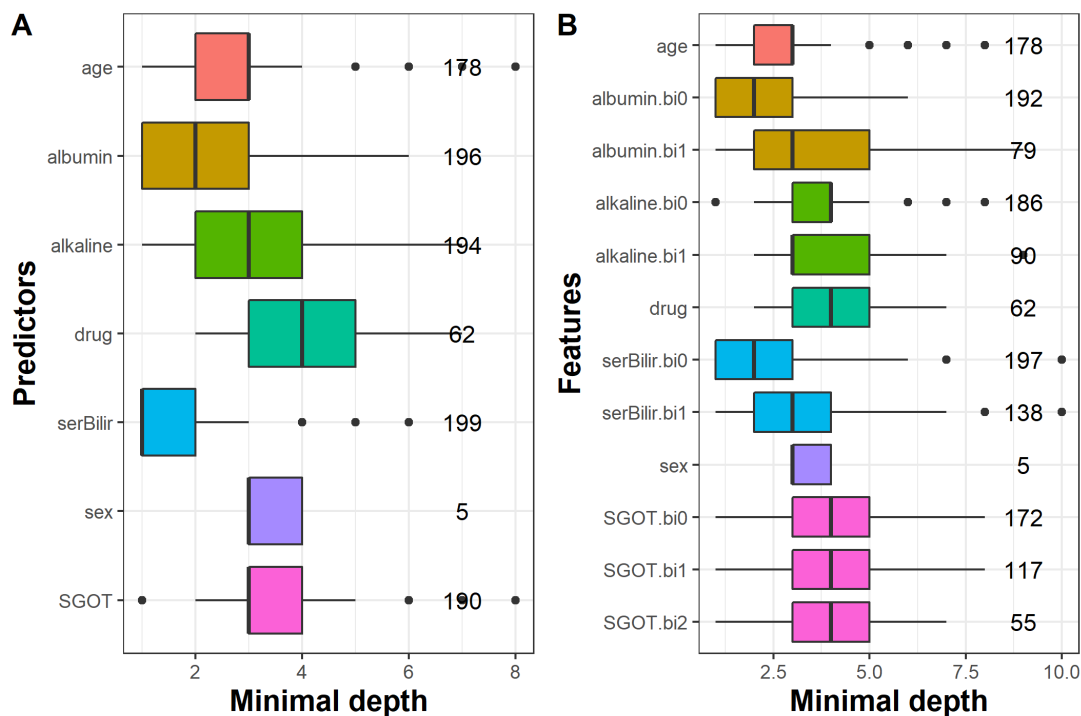 A
Predictors
age
178
albumin
196
alkaline
194
drug
62
serBilir
199
sex
5
SGOT
190
2
4
6
8
Minimal depth
B
Features
age
178
albumin.bi0
192
albumin.bi1
79
alkaline.bi0
186
alkaline.bi1
90
drug
62
serBilir.bi0
197
serBilir.bi1
138
sex
5
SGOT.bi0
172
SGOT.bi1
117
SGOT.bi2
55
2.5
5.0
7.5
10.0
Minimal depth